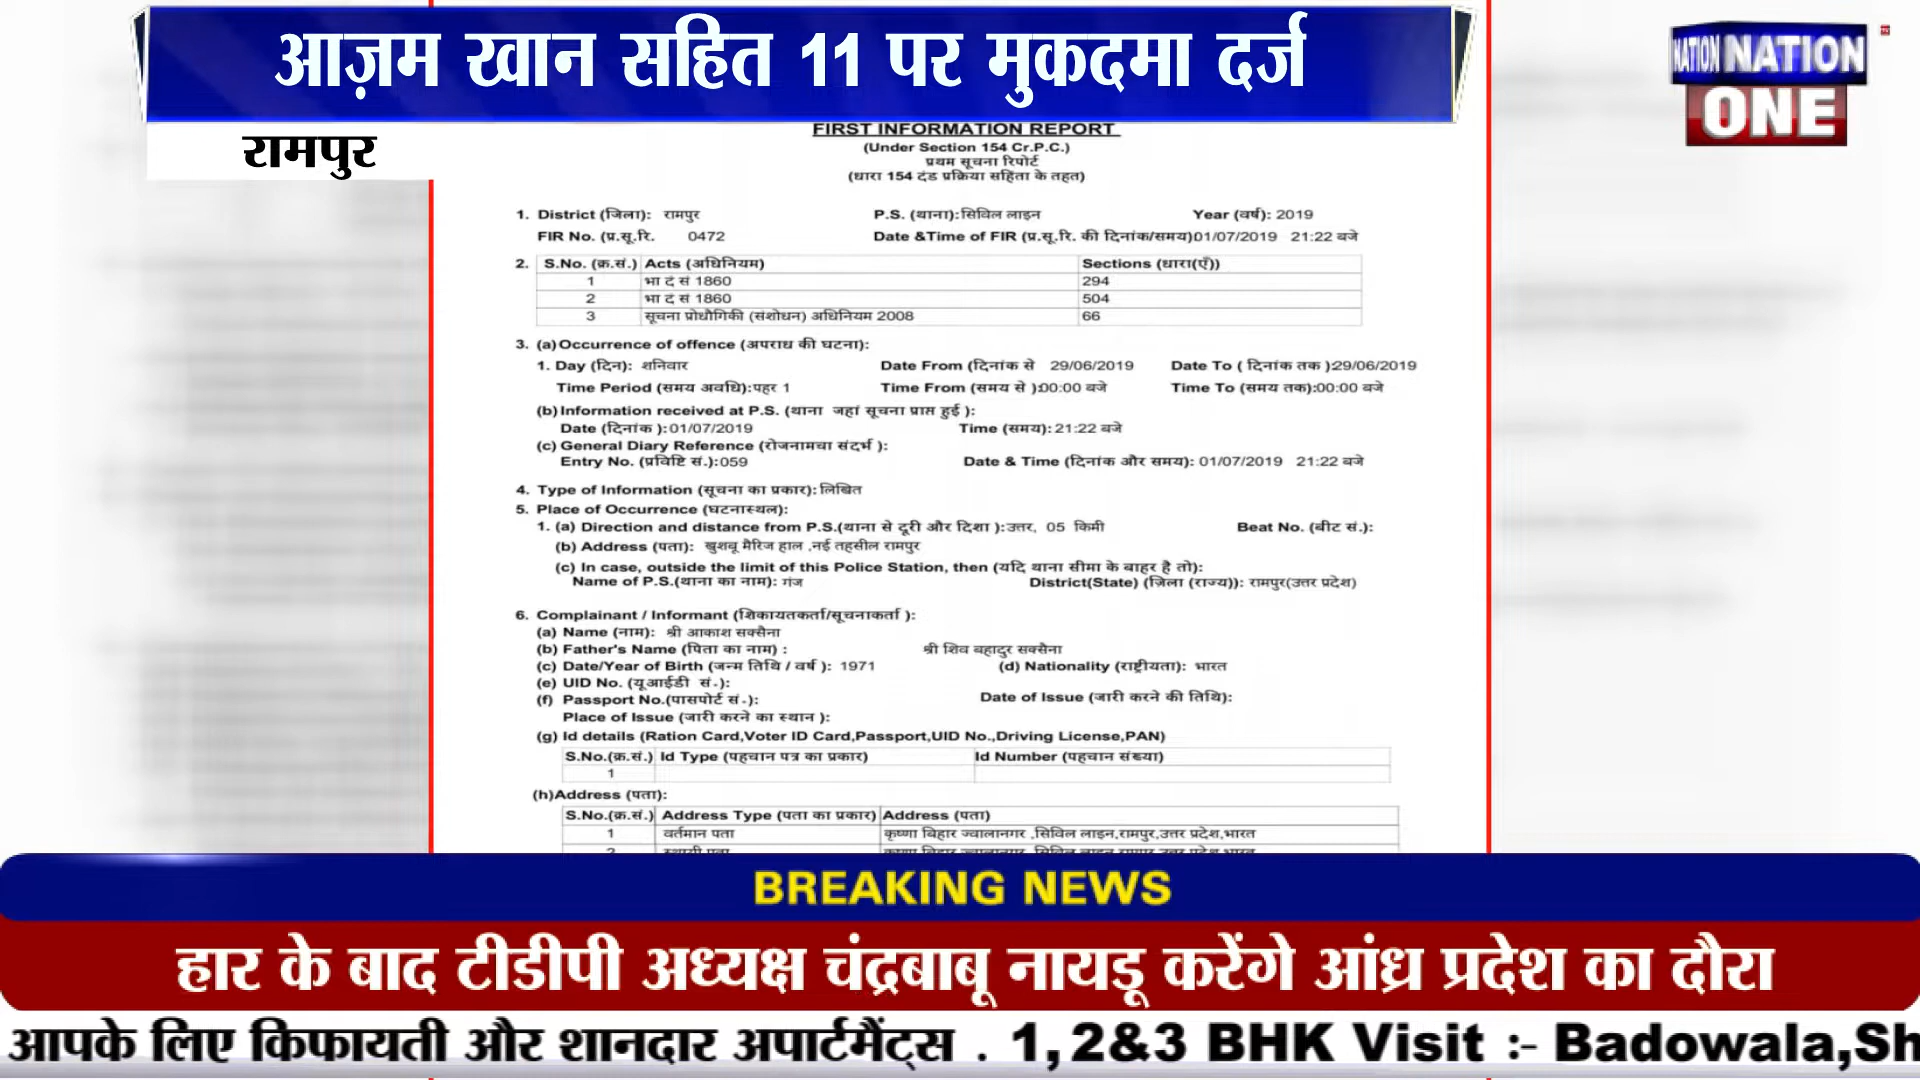 आज़म खान सहित 11 पर मुकदमा दर्ज
NATION NATION
ONE
रामपुर
FIRST INFORMATION REPORT
(Under Section 154 Cr.P.C.)
प्रथम सूचना रिपोर्ट
(धारा 154 दंड प्रक्रिया संहिता के तहत)
1. District (जिला): रामपुर P.S. (थाना): सिविल लाइन Year (वर्ष): 2019
FIR No. (प्र.सू.रि. 0472 Date &Time of FIR (प्र.सू.रि. की दिनांक/समय)01/07/2019 21:22 बजे
2. S.No. (क्र.सं.) Acts (अधिनियम) Sections (धारा(एँ))
1 भा दं सं 1860 294
2 भा दं सं 1860 504
3 सूचना प्रोद्यौगिकी (संशोधन) अधिनियम 2008 66
3. (a) Occurrence of offence (अपराध की घटना):
1. Day (दिन): शनिवार Date From (दिनांक से 29/06/2019 Date To ( दिनांक तक ):29/06/2019
Time Period (समय अवधि): पहर 1 Time From (समय से ):00:00 बजे Time To (समय तक):00:00 बजे
(b) Information received at P.S. (थाना जहां सूचना प्राप्त हुई ):
Date (दिनांक ): 01/07/2019 Time (समय): 21:22 बजे
(c) General Diary Reference (रोजनामचा संदर्भ ):
Entry No. (प्रविष्टि सं.): 059 Date & Time (दिनांक और समय): 01/07/2019 21:22 बजे
4. Type of Information (सूचना का प्रकार): लिखित
5. Place of Occurrence (घटनास्थल):
1. (a) Direction and distance from P.S.(थाना से दूरी और दिशा ): उत्तर, 05 किमी Beat No. (बीट सं.):
(b) Address (पता): खुशबू मैरिज हाल ,नई तहसील रामपुर
(c) In case, outside the limit of this Police Station, then (यदि थाना सीमा के बाहर है तो):
Name of P.S.(थाना का नाम): गंज District(State) (ज़िला (राज्य)): रामपुर(उत्तर प्रदेश)
6. Complainant / Informant (शिकायतकर्ता/सूचनाकर्ता ):
(a) Name (नाम): श्री आकाश सक्सैना
(b) Father's Name (पिता का नाम) : श्री शिव बहादुर सक्सैना
(c) Date/Year of Birth (जन्म तिथि / वर्ष ): 1971 (d) Nationality (राष्ट्रीयता): भारत
(e) UID No. (यूआईडी सं.):
(f) Passport No.(पासपोर्ट सं.): Date of Issue (जारी करने की तिथि):
Place of Issue (जारी करने का स्थान ):
(g) Id details (Ration Card,Voter ID Card,Passport,UID No.,Driving License,PAN)
S.No.(क्र.सं.) Id Type (पहचान पत्र का प्रकार) Id Number (पहचान संख्या)
1
(h) Address (पता):
S.No.(क्र.सं.) Address Type (पता का प्रकार) Address (पता)
1 वर्तमान पता कृष्णा बिहार ज्वालानगर ,सिविल लाइन,रामपुर,उत्तर प्रदेश,भारत
BREAKING NEWS
हार के बाद टीडीपी अध्यक्ष चंद्रबाबू नायडू करेंगे आंध्र प्रदेश का दौरा
आपके लिए किफायती और शानदार अपार्टमैंट्स . 1,2&3 BHK Visit :- Badowala,Sh